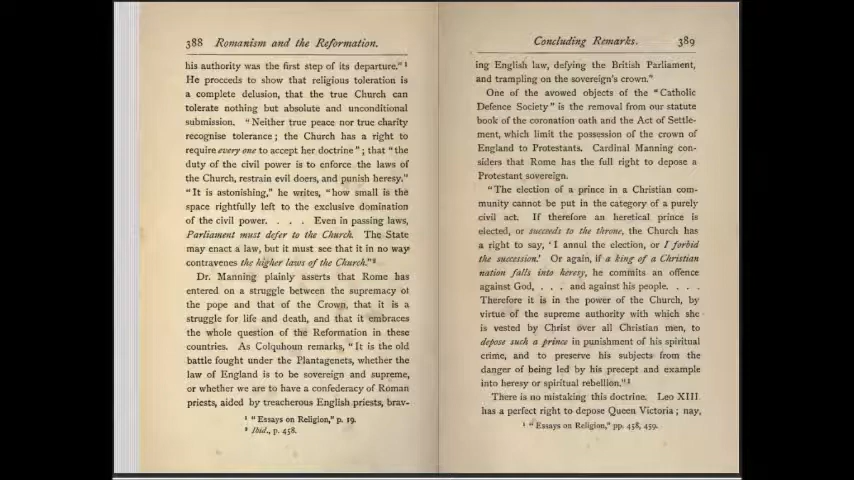 388 Romanism and the Reformation.
his authority was the first step of its departure." ¹
He proceeds to show that religious toleration is
a complete delusion, that the true Church can
tolerate nothing but absolute and unconditional
submission. "Neither true peace nor true charity
recognise tolerance; the Church has a right to
require every one to accept her doctrine"; that "the
duty of the civil power is to enforce the laws of
the Church, restrain evil doers, and punish heresy."
"It is astonishing," he writes, "how small is the
space rightfully left to the exclusive domination
of the civil power. . . . Even in passing laws,
Parliament must defer to the Church. The State
may enact a law, but it must see that it in no way
contravenes the higher laws of the Church." ²
Dr. Manning plainly asserts that Rome has
entered on a struggle between the supremacy of
the pope and that of the Crown, that it is a
struggle for life and death, and that it embraces
the whole question of the Reformation in these
countries. As Colquhoun remarks, "It is the old
battle fought under the Plantagenets, whether the
law of England is to be sovereign and supreme,
or whether we are to have a confederacy of Roman
priests, aided by treacherous English priests, brav-
¹ "Essays on Religion," p. 19.
² Ibid., p. 458.
Concluding Remarks. 389
ing English law, defying the British Parliament,
and trampling on the sovereign's crown."
One of the avowed objects of the "Catholic
Defence Society" is the removal from our statute
book of the coronation oath and the Act of Settle-
ment, which limit the possession of the crown of
England to Protestants. Cardinal Manning con-
siders that Rome has the full right to depose a
Protestant sovereign.
"The election of a prince in a Christian com-
munity cannot be put in the category of a purely
civil act. If therefore an heretical prince is
elected, or succeeds to the throne, the Church has
a right to say, 'I annul the election, or I forbid
the succession.' Or again, if a king of a Christian
nation falls into heresy, he commits an offence
against God, . . . and against his people. . . .
Therefore it is in the power of the Church, by
virtue of the supreme authority with which she
is vested by Christ over all Christian men, to
depose such a prince in punishment of his spiritual
crime, and to preserve his subjects from the
danger of being led by his precept and example
into heresy or spiritual rebellion." ¹
There is no mistaking this doctrine. Leo XIII.
has a perfect right to depose Queen Victoria; nay,
¹ "Essays on Religion," pp. 458, 459.